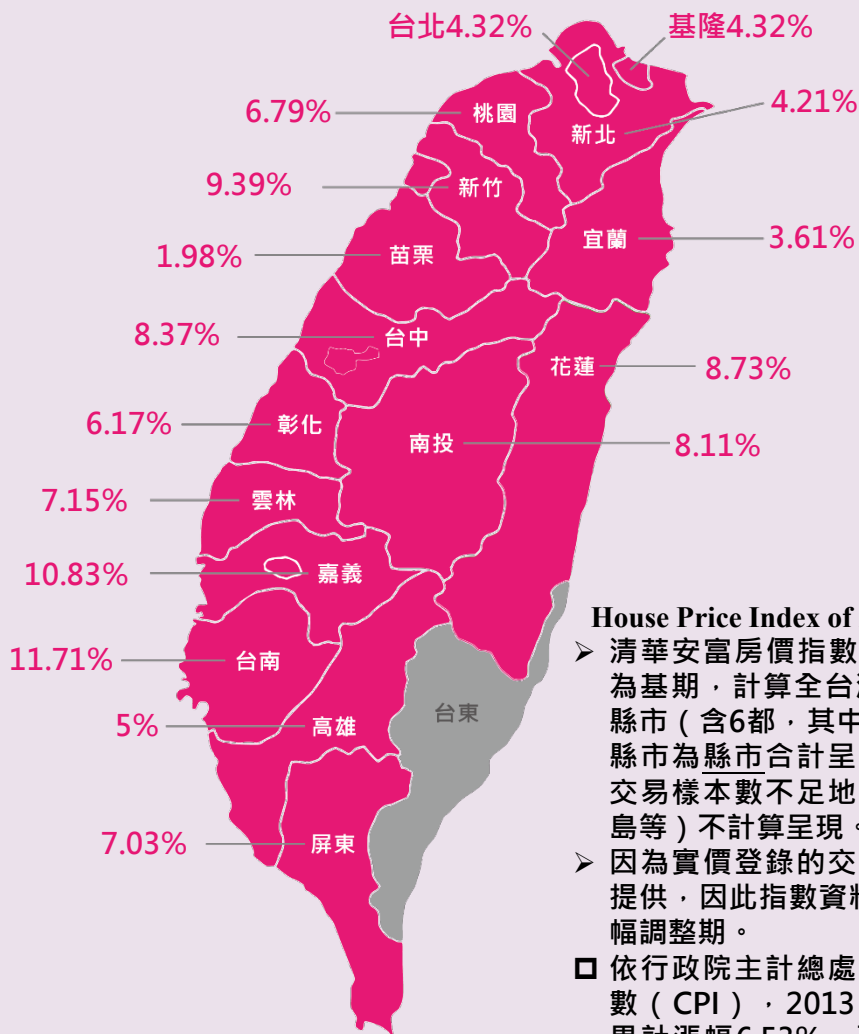 台北4.32%
基隆4.32%
6.79%
桃園
4.21%
新北
9.39%
新竹
宜蘭
3.61%
苗栗
1.98%
8.37%
台中
花蓮
8.73%
6.17%
彰化
南投
8.11%
7.15%
雲林
10.83%
嘉義
House Price Index of
➢ 清華安富房價指數
為基期，計算全台
縣市（含6都，其中
縣市為縣市合計呈
交易樣本數不足地
島等）不計算呈現。
➢ 因為實價登錄的交
提供，因此指數資
幅調整期。
依行政院主計總處
數（CPI），2013
11.71%
台南
台東
5%
高雄
7.03%
屏東